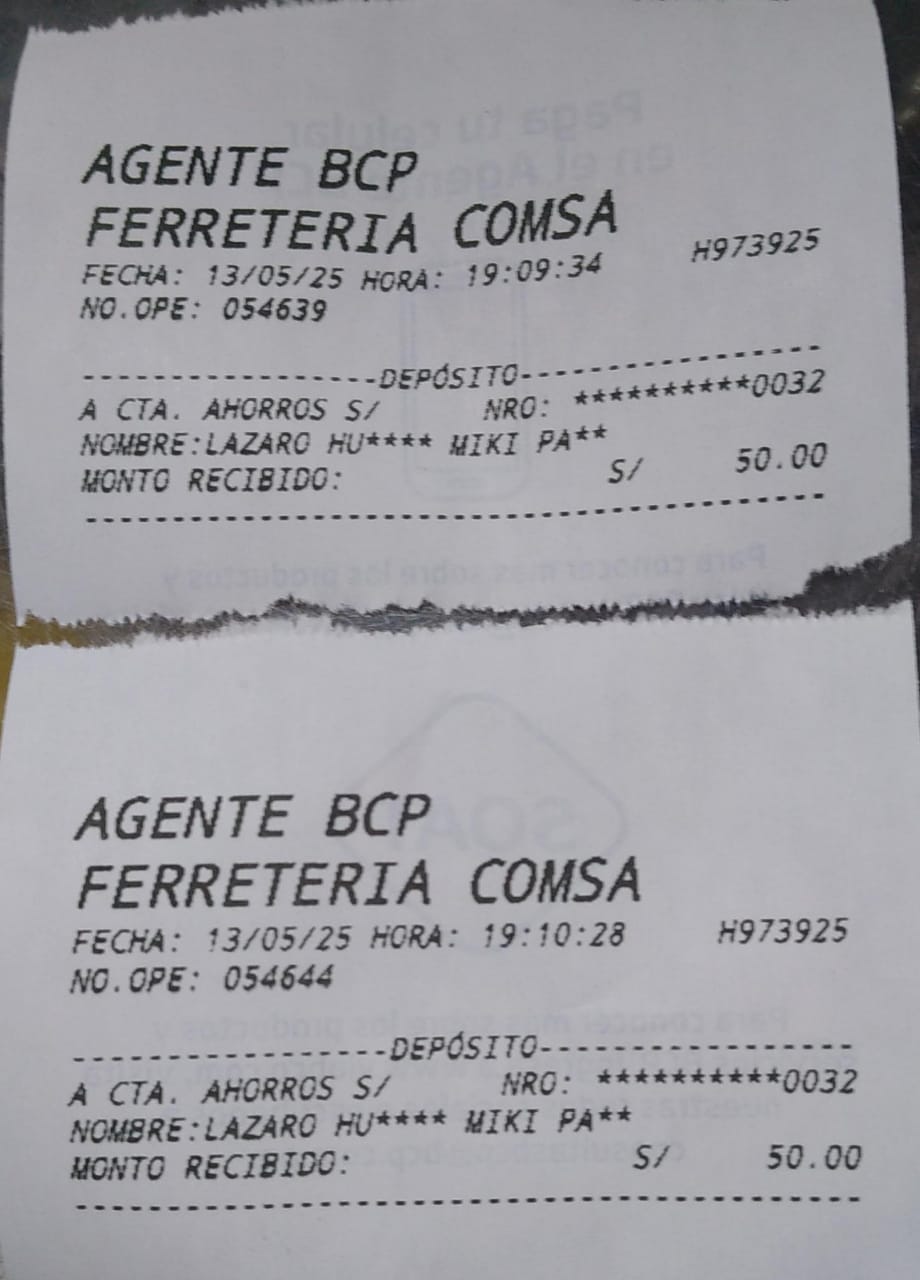 AGENTE BCP
FERRETERIA COMSA
FECHA: 13/05/25 HORA: 19:09:34 H973925
NO.OPE: 054639
-----------------DEPÓSITO-----------------
A CTA. AHORROS S/ NRO: **********0032
NOMBRE:LAZARO HU**** MIKI PA**
MONTO RECIBIDO: S/ 50.00
------------------------------------------
AGENTE BCP
FERRETERIA COMSA
FECHA: 13/05/25 HORA: 19:10:28 H973925
NO.OPE: 054644
-----------------DEPÓSITO-----------------
A CTA. AHORROS S/ NRO: **********0032
NOMBRE:LAZARO HU**** MIKI PA**
MONTO RECIBIDO: S/ 50.00
------------------------------------------